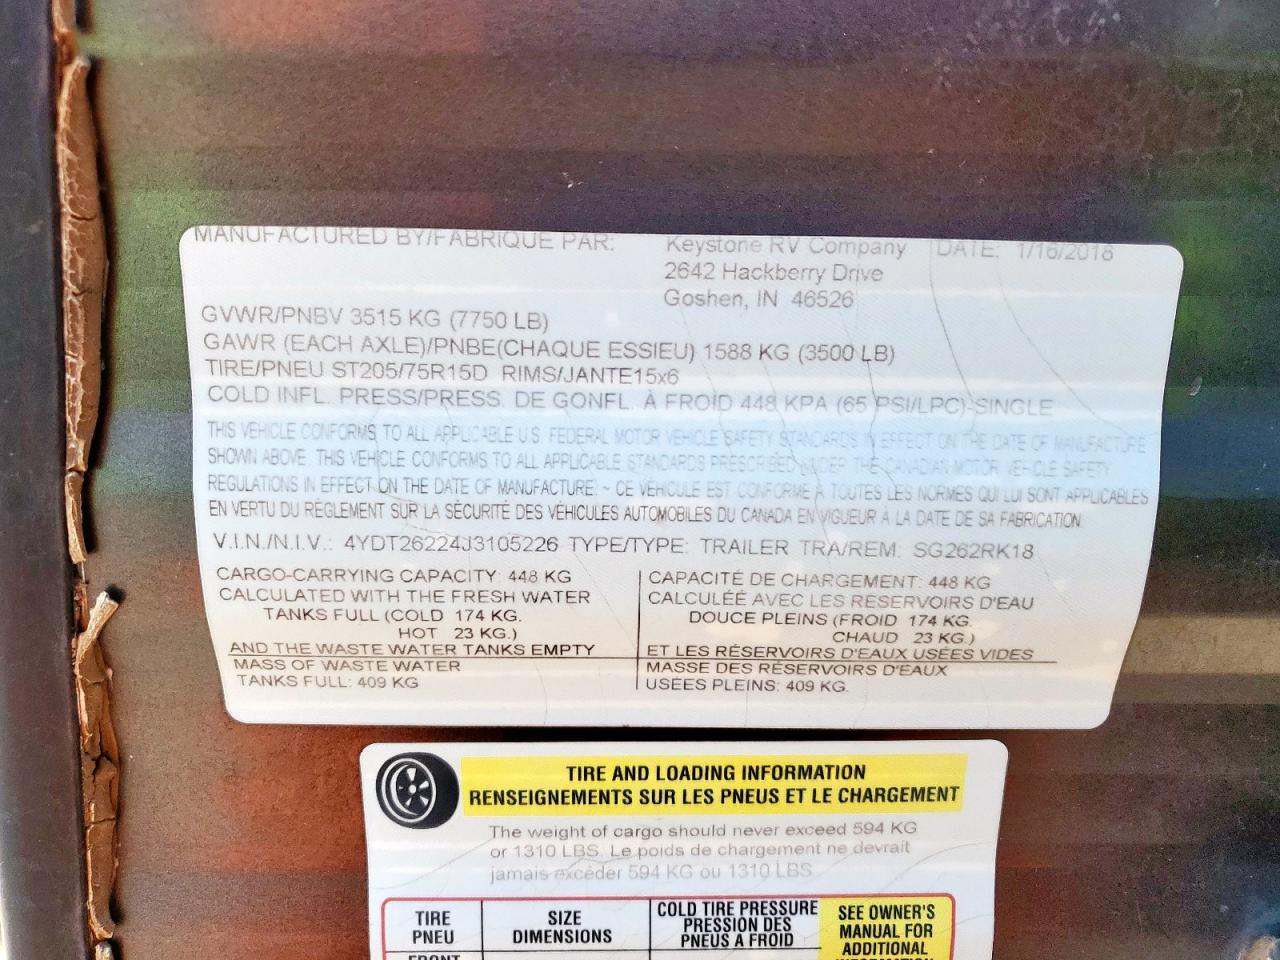 MANUFACTURED BY/FABRIQUE PAR: Keystone RV Company DATE: 1/16/2018
2642 Hackberry Drive
Goshen, IN 46526
GVWR/PNBV 3515 KG (7750 LB)
GAWR (EACH AXLE)/PNBE(CHAQUE ESSIEU) 1588 KG (3500 LB)
TIRE/PNEU ST205/75R15D RIMS/JANTE15x6
COLD INFL. PRESS/PRESS. DE GONFL. À FROID 448 KPA (65 PSI/LPC)-SINGLE
THIS VEHICLE CONFORMS TO ALL APPLICABLE U.S. FEDERAL MOTOR VEHICLE SAFETY STANDARDS IN EFFECT ON THE DATE OF MANUFACTURE
SHOWN ABOVE. THIS VEHICLE CONFORMS TO ALL APPLICABLE STANDARDS PRESCRIBED UNDER THE CANADIAN MOTOR VEHICLE SAFETY
REGULATIONS IN EFFECT ON THE DATE OF MANUFACTURE. ~ CE VÉHICULE EST CONFORME À TOUTES LES NORMES QUI LUI SONT APPLICABLES
EN VERTU DU RÉGLEMENT SUR LA SÉCURITÉ DES VÉHICULES AUTOMOBILES DU CANADA EN VIGUEUR À LA DATE DE SA FABRICATION
V.I.N./N.I.V.: 4YDT26224J3105226 TYPE/TYPE: TRAILER TRA/REM: SG262RK18
CARGO-CARRYING CAPACITY: 448 KG
CALCULATED WITH THE FRESH WATER
TANKS FULL (COLD 174 KG.
HOT 23 KG.)
AND THE WASTE WATER TANKS EMPTY
MASS OF WASTE WATER
TANKS FULL: 409 KG
CAPACITÉ DE CHARGEMENT: 448 KG
CALCULÉE AVEC LES RESERVOIRS D'EAU
DOUCE PLEINS (FROID 174 KG.
CHAUD 23 KG.)
ET LES RÉSERVOIRS D'EAUX USÉES VIDES
MASSE DES RÉSERVOIRS D'EAUX
USÉES PLEINS: 409 KG.
TIRE AND LOADING INFORMATION
RENSEIGNEMENTS SUR LES PNEUS ET LE CHARGEMENT
The weight of cargo should never exceed 594 KG
or 1310 LBS. Le poids de chargement ne devrait
jamais excéder 594 KG ou 1310 LBS
TIRE
PNEU
SIZE
DIMENSIONS
COLD TIRE PRESSURE
PRESSION DES
PNEUS A FROID
SEE OWNER'S
MANUAL FOR
ADDITIONAL
INFORMATION
FRONT